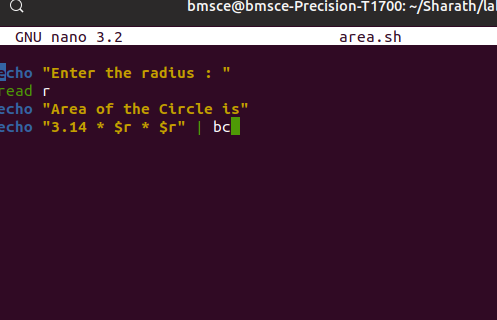 bmsce@bmsce-Precision-T1700: ~/Sharath/la
GNU nano 3.2 area.sh
echo "Enter the radius : "
read r
echo "Area of the Circle is"
echo "3.14 * $r * $r" | bc